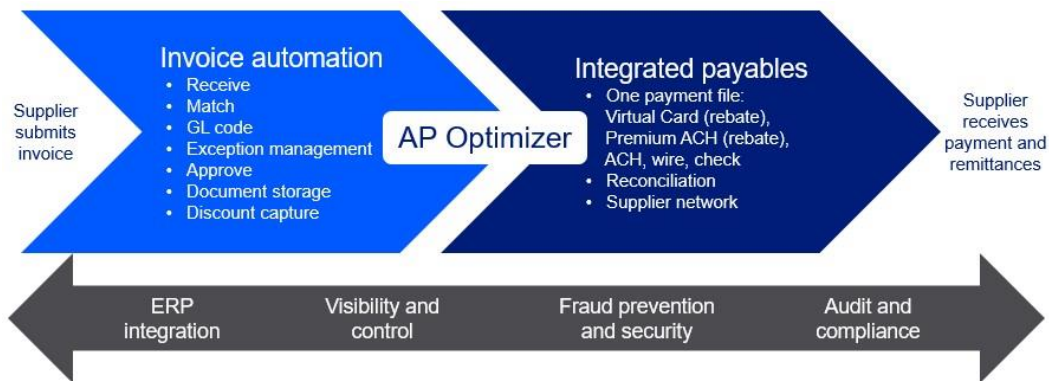 Supplier
submits
invoice
Invoice automation
• Receive
• Match
• GL code
• Exception management
• Approve
• Document storage
• Discount capture
AP Optimizer
Integrated payables
• One payment file:
Virtual Card (rebate),
Premium ACH (rebate),
ACH, wire, check
• Reconciliation
• Supplier network
Supplier
receives
payment and
remittances
ERP
integration
Visibility and
control
Fraud prevention
and security
Audit and
compliance